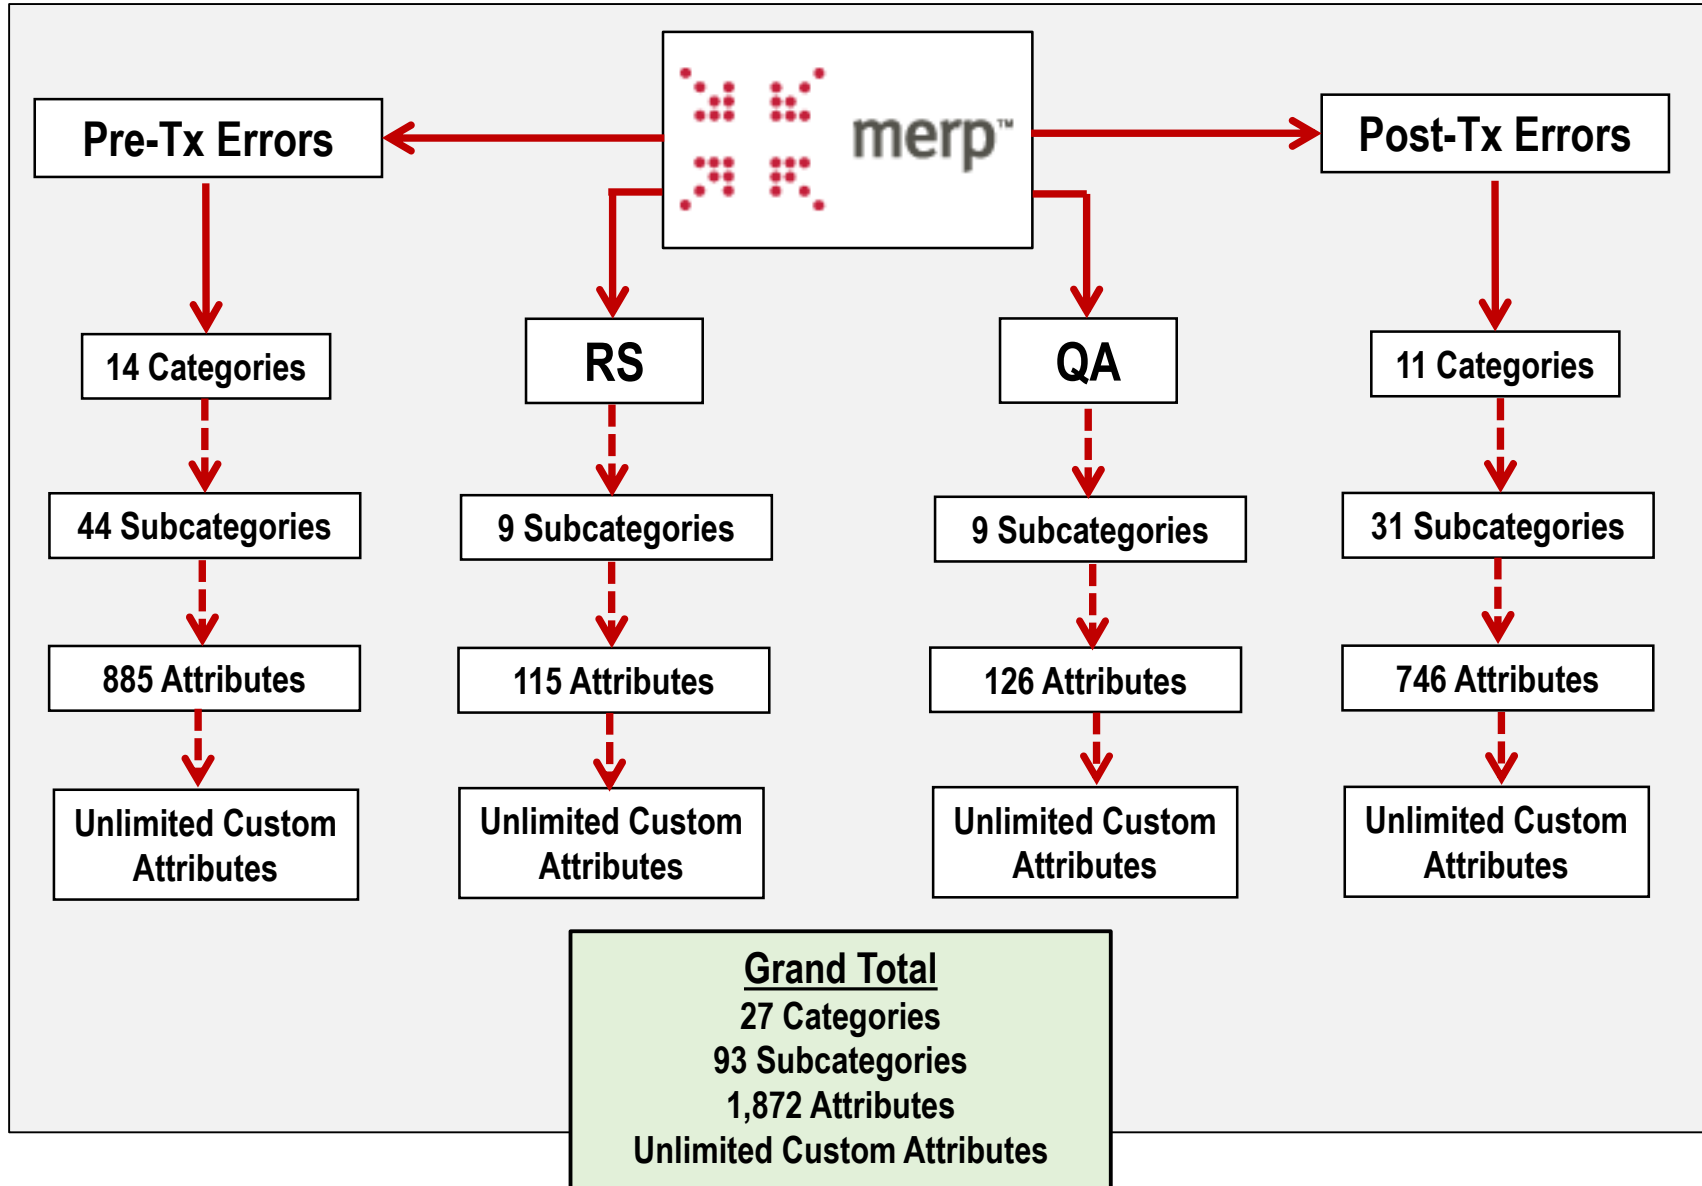 merp™
Pre-Tx Errors
Post-Tx Errors
14 Categories
RS
QA
11 Categories
44 Subcategories
9 Subcategories
9 Subcategories
31 Subcategories
885 Attributes
115 Attributes
126 Attributes
746 Attributes
Unlimited Custom
Attributes
Unlimited Custom
Attributes
Unlimited Custom
Attributes
Unlimited Custom
Attributes
Grand Total
27 Categories
93 Subcategories
1,872 Attributes
Unlimited Custom Attributes